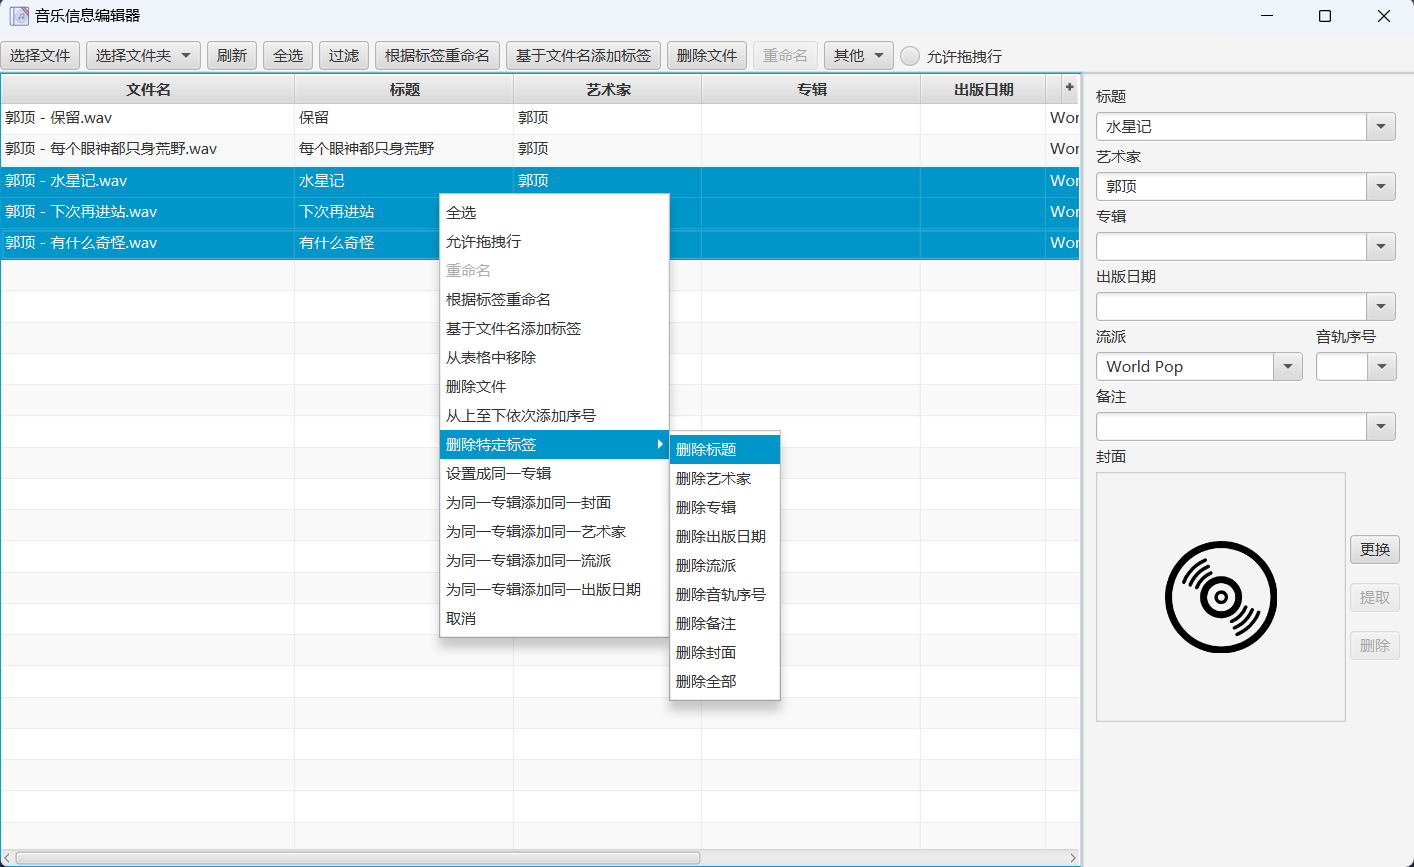 音乐信息编辑器
选择文件 选择文件夹 刷新 全选 过滤 根据标签重命名 基于文件名添加标签 删除文件 重命名 其他 允许拖拽行
文件名 标题 艺术家 专辑 出版日期 +
郭顶 - 保留.wav 保留 郭顶 Wor
郭顶 - 每个眼神都只身荒野.wav 每个眼神都只身荒野 郭顶 Wor
郭顶 - 水星记.wav 水星记 郭顶 Wor
郭顶 - 下次再进站.wav 下次再进站 Wor
郭顶 - 有什么奇怪.wav 有什么奇怪 Wor
全选
允许拖拽行
重命名
根据标签重命名
基于文件名添加标签
从表格中移除
删除文件
从上至下依次添加序号
删除特定标签
设置成同一专辑
为同一专辑添加同一封面
为同一专辑添加同一艺术家
为同一专辑添加同一流派
为同一专辑添加同一出版日期
取消
删除标题
删除艺术家
删除专辑
删除出版日期
删除流派
删除音轨序号
删除备注
删除封面
删除全部
标题
水星记
艺术家
郭顶
专辑
出版日期
流派 音轨序号
World Pop
备注
封面
更换
提取
删除